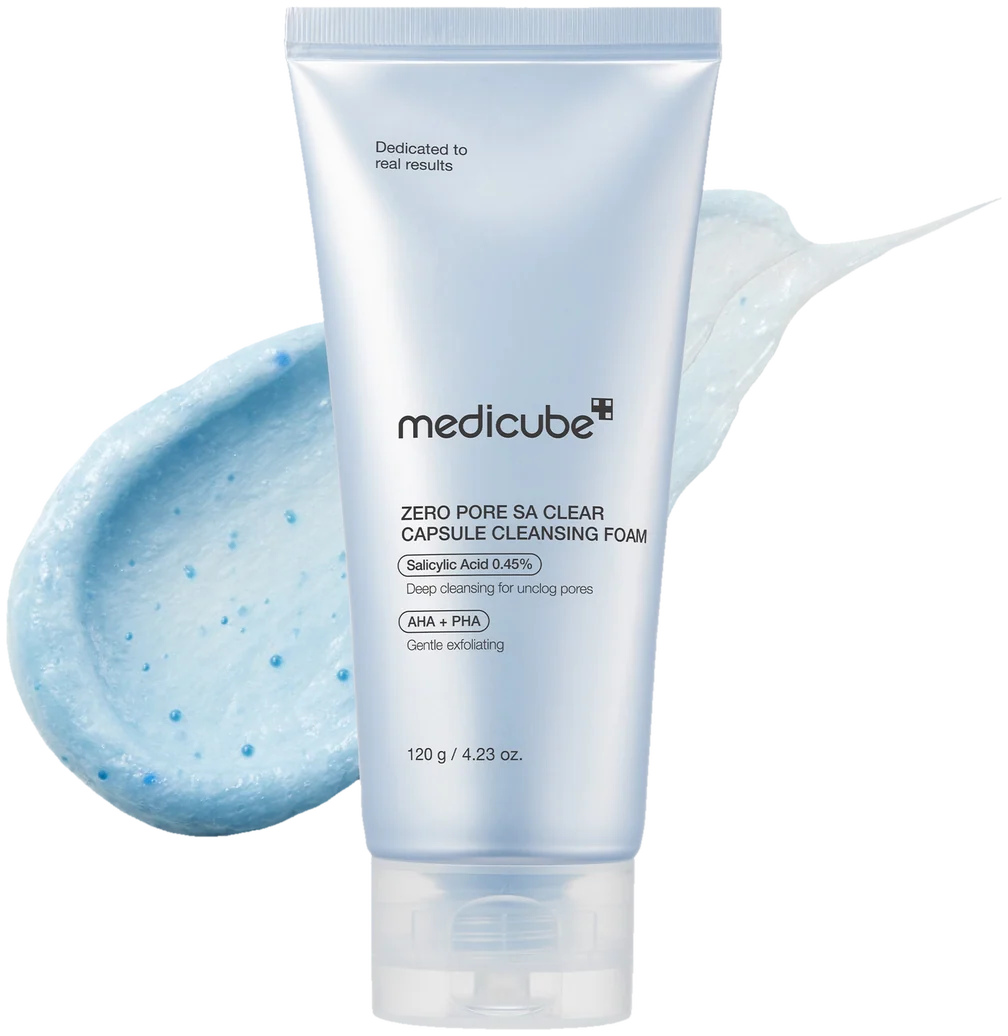 Dedicated to
real results
medicube
ZERO PORE SA CLEAR
CAPSULE CLEANSING FOAM
Salicylic Acid 0.45%
Deep cleansing for unclog pores
AHA + PHA
Gentle exfoliating
120 g / 4.23 oz.